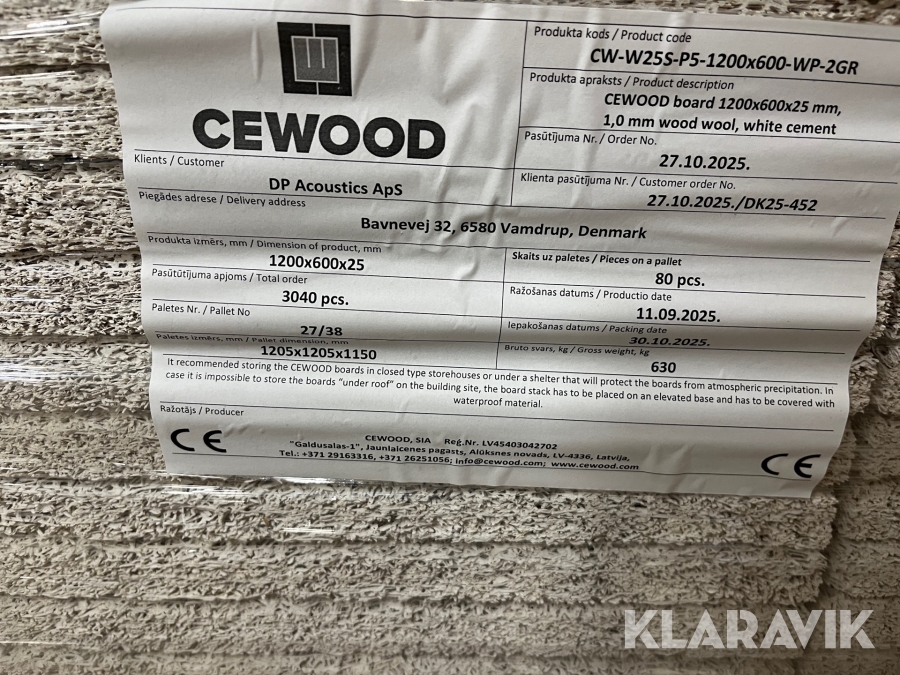 CEWOOD
Produkta kods / Product code
CW-W25S-P5-1200x600-WP-2GR
Produkta apraksts / Product description
CEWOOD board 1200x600x25 mm,
1,0 mm wood wool, white cement
Pasūtījuma Nr. / Order No.
27.10.2025.
Klients / Customer
DP Acoustics ApS
Klienta pasūtījuma Nr. / Customer order No.
27.10.2025./DK25-452
Piegādes adrese / Delivery address
Bavnevej 32, 6580 Vamdrup, Denmark
Produkta izmērs, mm / Dimension of product, mm
1200x600x25
Skaits uz paletes / Pieces on a pallet
80 pcs.
Pasūtūtījuma apjoms / Total order
3040 pcs.
Ražošanas datums / Productio date
11.09.2025.
Paletes Nr. / Pallet No
27/38
Iepakošanas datums / Packing date
30.10.2025.
Paletes izmērs, mm / Pallet dimension, mm
1205x1205x1150
Bruto svars, kg / Gross weight, kg
630
It recommended storing the CEWOOD boards in closed type storehouses or under a shelter that will protect the boards from atmospheric precipitation. In
case it is impossible to store the boards "under roof" on the building site, the board stack has to be placed on an elevated base and has to be covered with
waterproof material.
Ražotājs / Producer
CE
CEWOOD, SIA Reģ.Nr. LV45403042702
"Galdusalas-1", Jaunlaicenes pagasts, Alūksnes novads, LV-4336, Latvija,
Tel.: +371 29163316, +371 26251056; info@cewood.com; www.cewood.com
CE
KLARAVIK